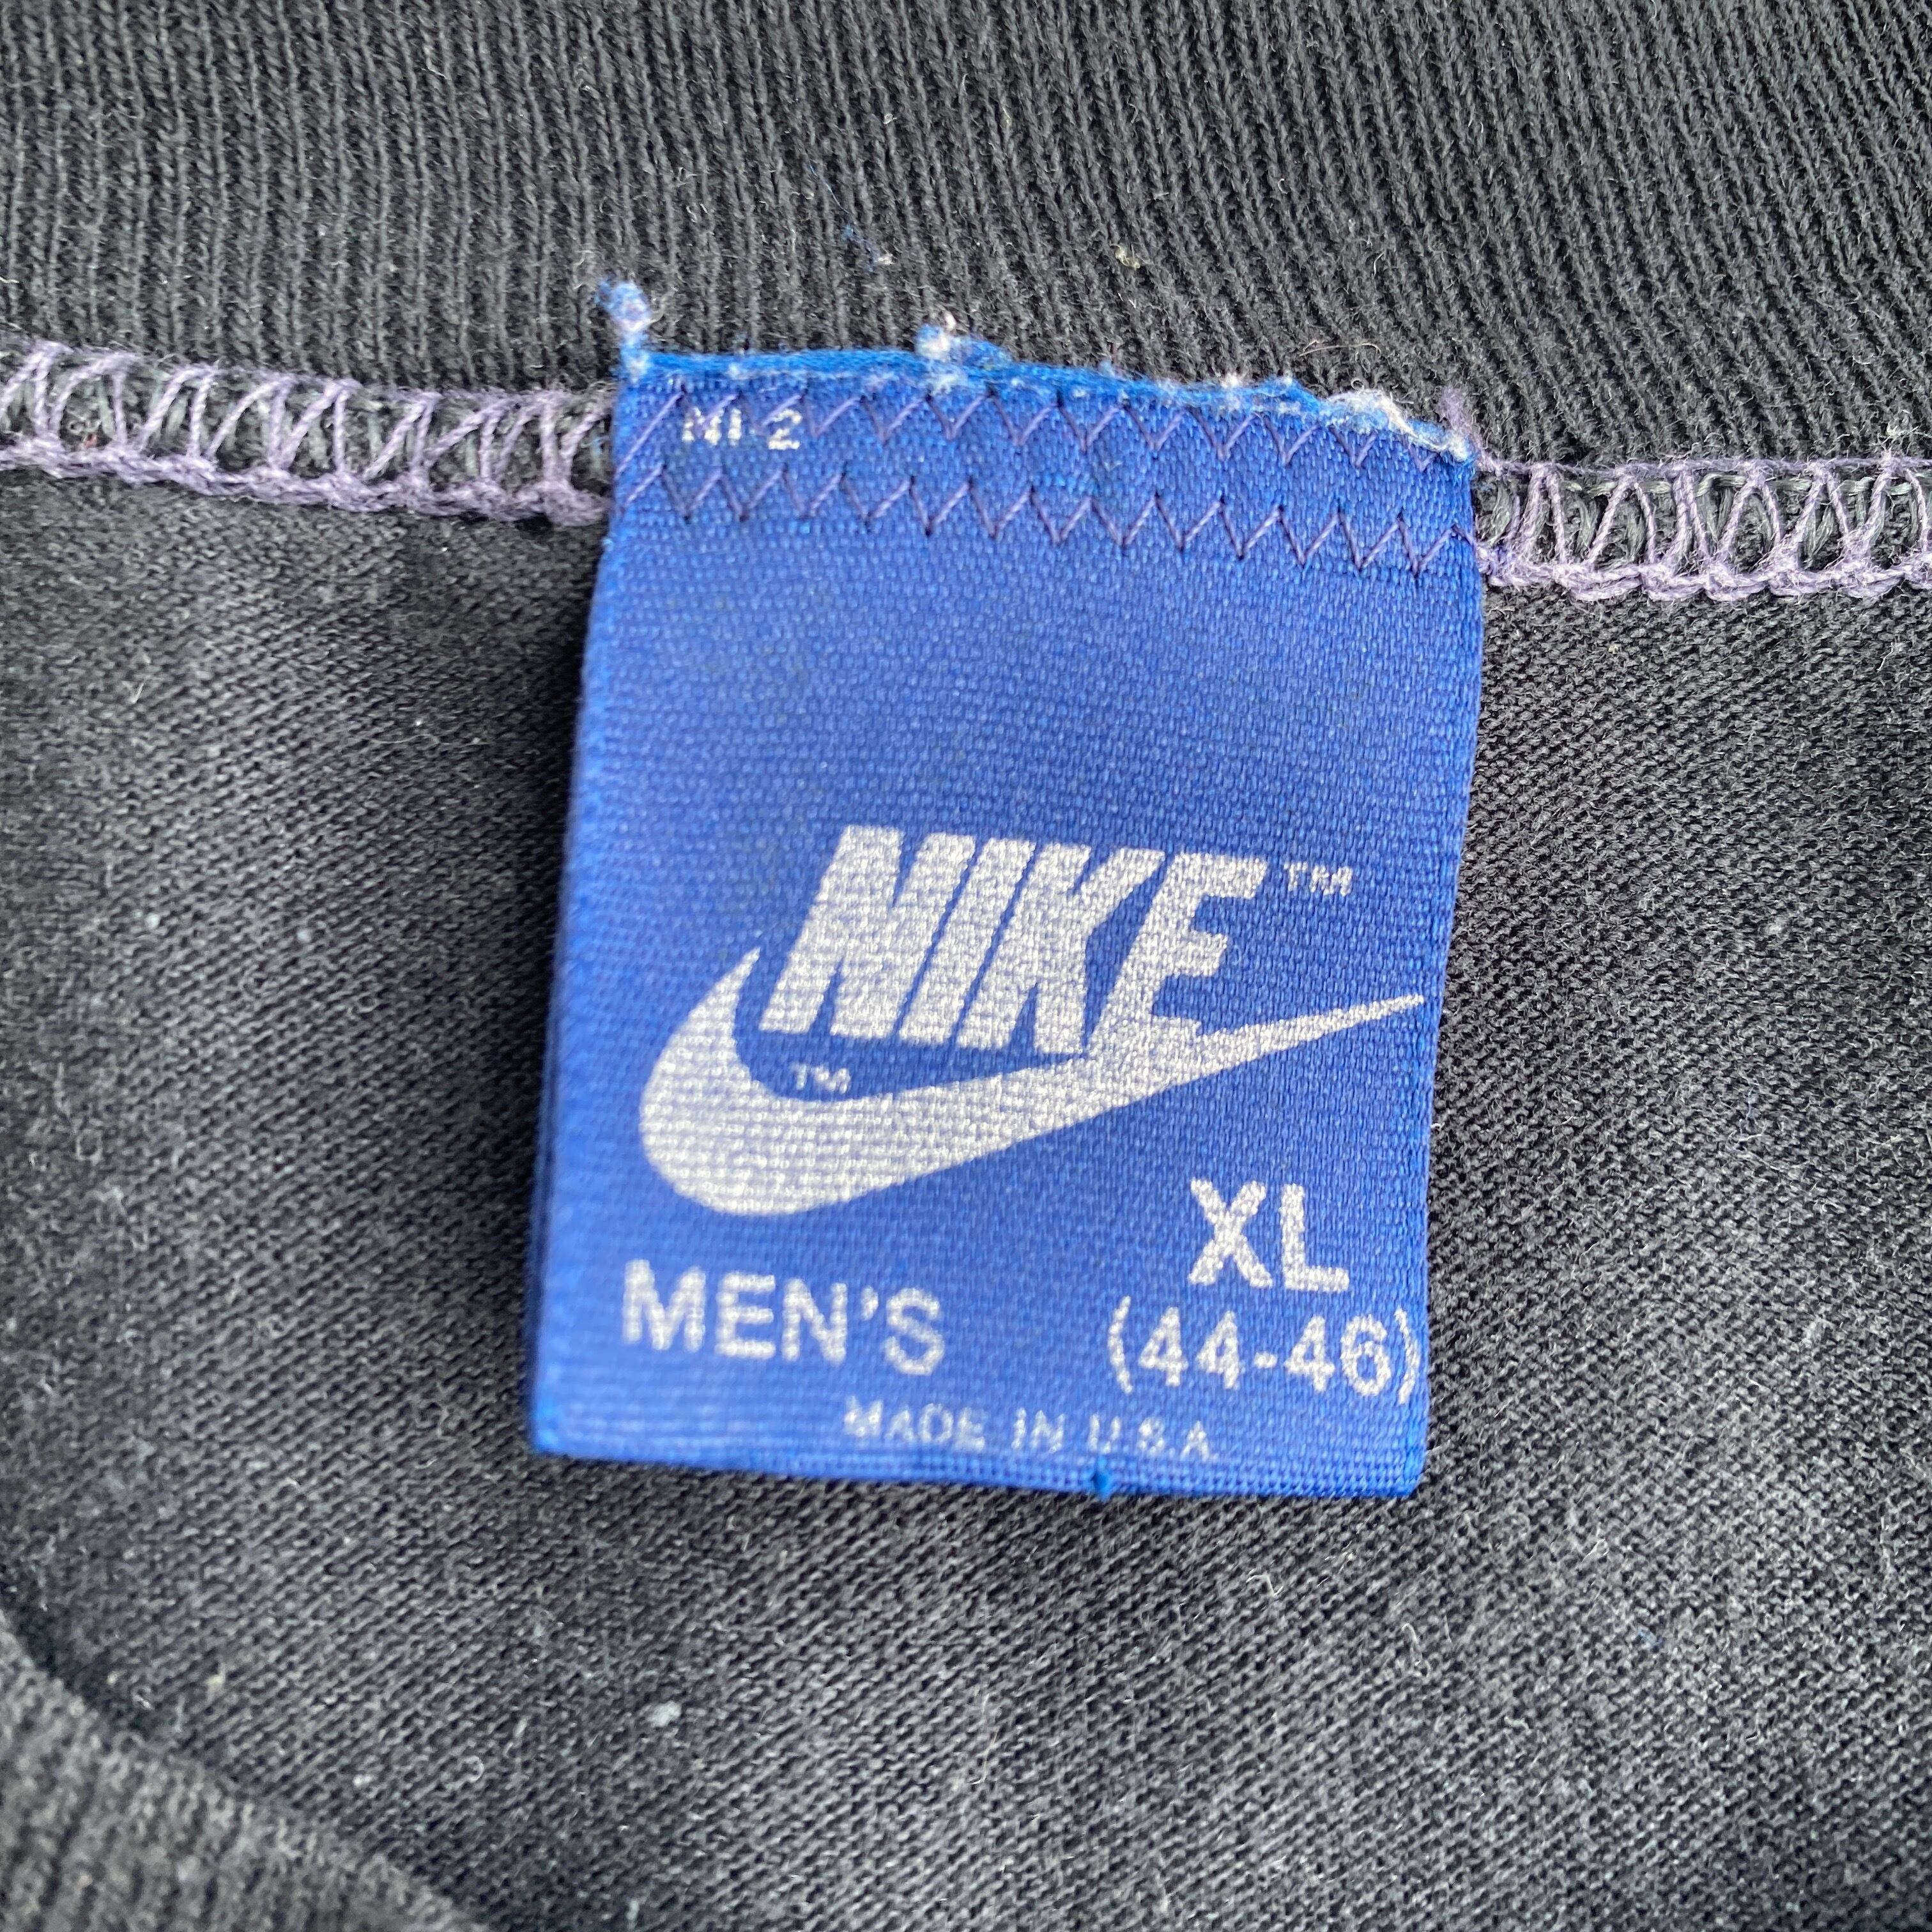 NIKE™
™
XL
MEN'S (44-46)
MADE IN U.S.A.